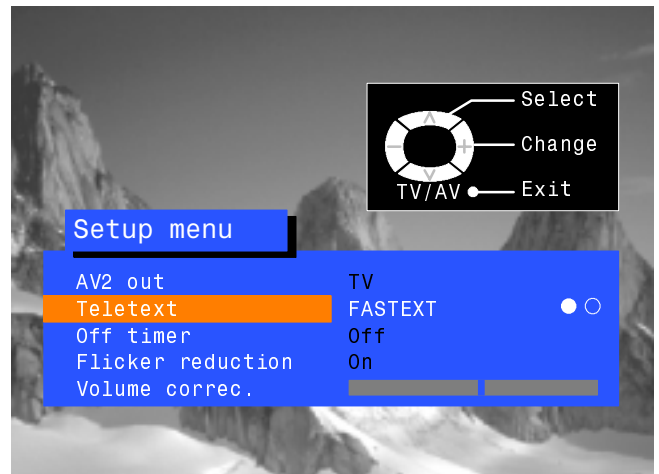 Select
Change
TV/AV Exit
Setup menu
AV2 out TV
Teletext FASTEXT
Off timer Off
Flicker reduction On
Volume correc.